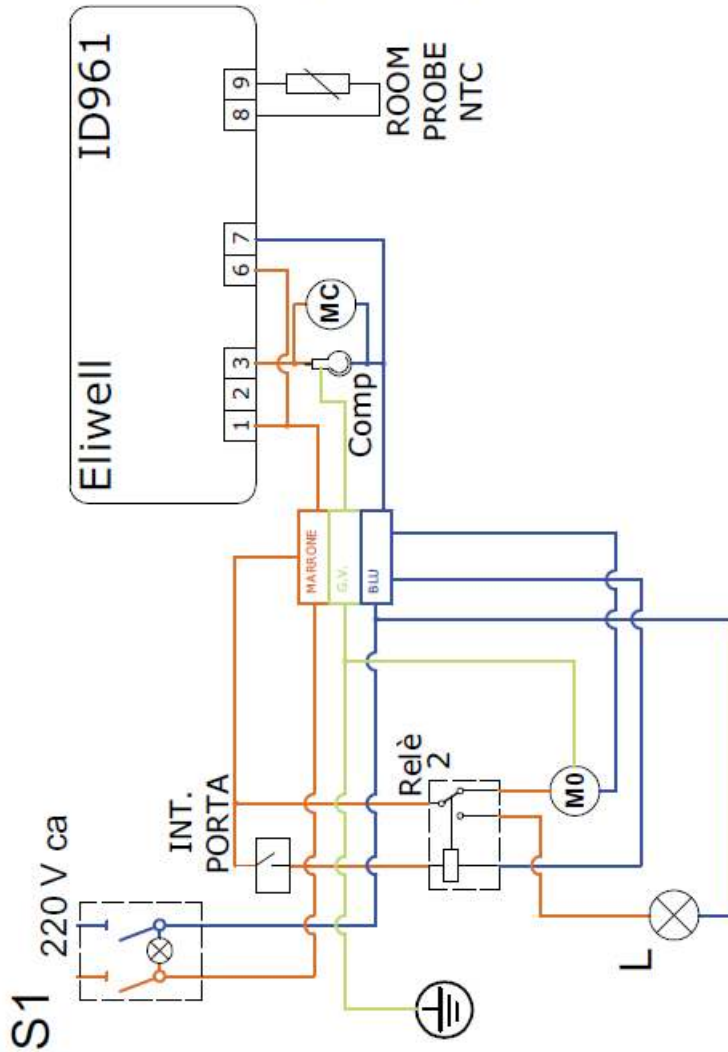 S1
220 V ca
INT.
PORTA
Relè
2
M0
L
MARRONE
G.V.
BLU
Eliwell
ID961
1
2
3
6
7
8
9
Comp
MC
ROOM
PROBE
NTC